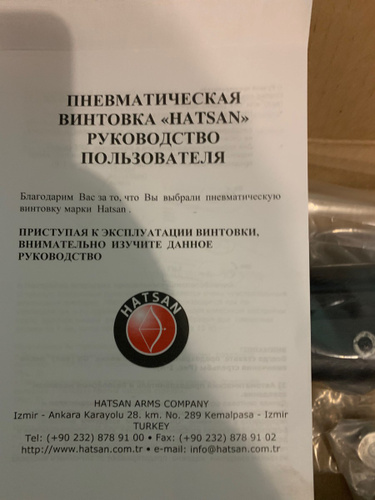 ПНЕВМАТИЧЕСКАЯ
ВИНТОВКА «HATSAN»
РУКОВОДСТВО
ПОЛЬЗОВАТЕЛЯ
Благодарим Вас за то, что Вы выбрали пневматическую
винтовку марки Hatsan .
ПРИСТУПАЯ К ЭКСПЛУАТАЦИИ ВИНТОВКИ,
ВНИМАТЕЛЬНО ИЗУЧИТЕ ДАННОЕ
РУКОВОДСТВО
HATSAN
HATSAN ARMS COMPANY
Izmir - Ankara Karayolu 28. km. No. 289 Kemalpasa - Izmir
TURKEY
Tel: (+90 232) 878 91 00 • Fax: (+90 232) 878 91 02
http://www.hatsan.com.tr • e-mail: info@hatsan.com.tr